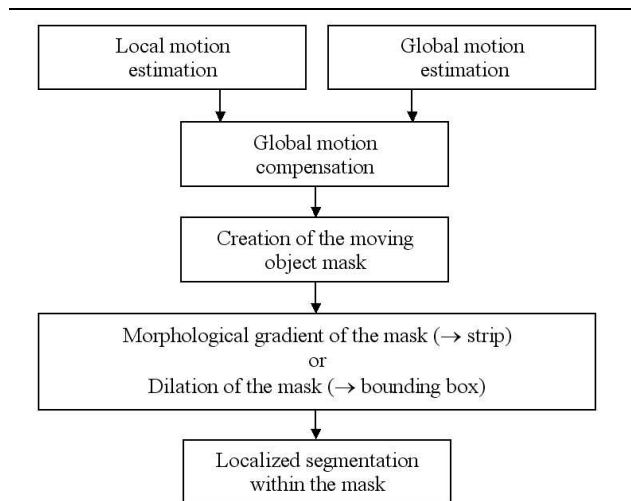 Local motion
estimation
Global motion
estimation
Global motion
compensation
Creation of the moving
object mask
Morphological gradient of the mask (→ strip)
or
Dilation of the mask (→ bounding box)
Localized segmentation
within the mask